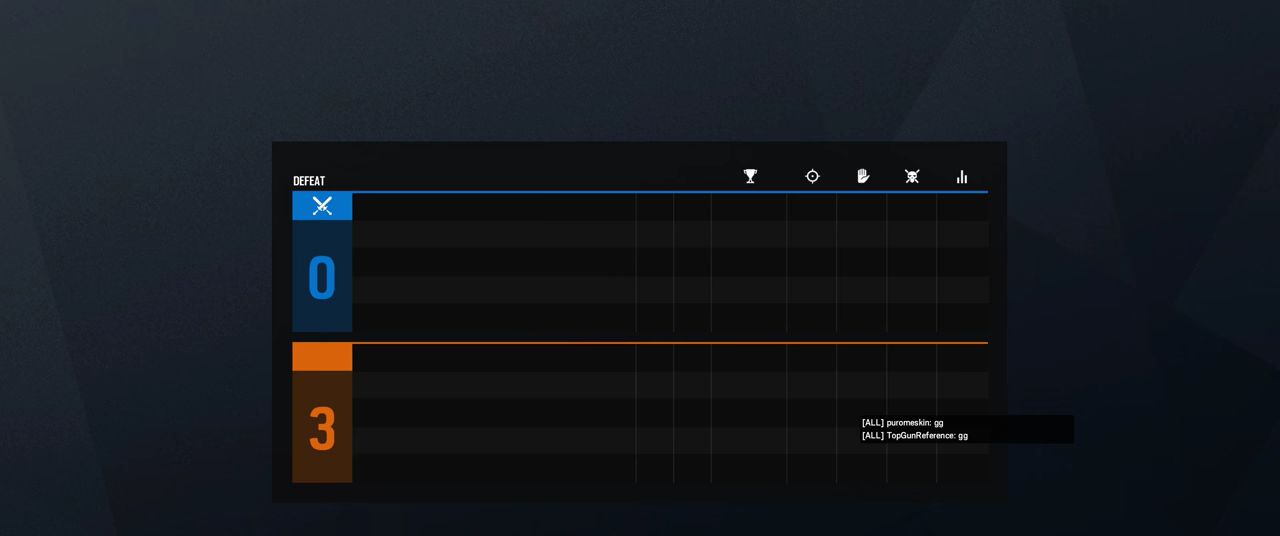 DEFEAT
0
3
[ALL] puromeskin: gg
[ALL] TopGunReference: gg